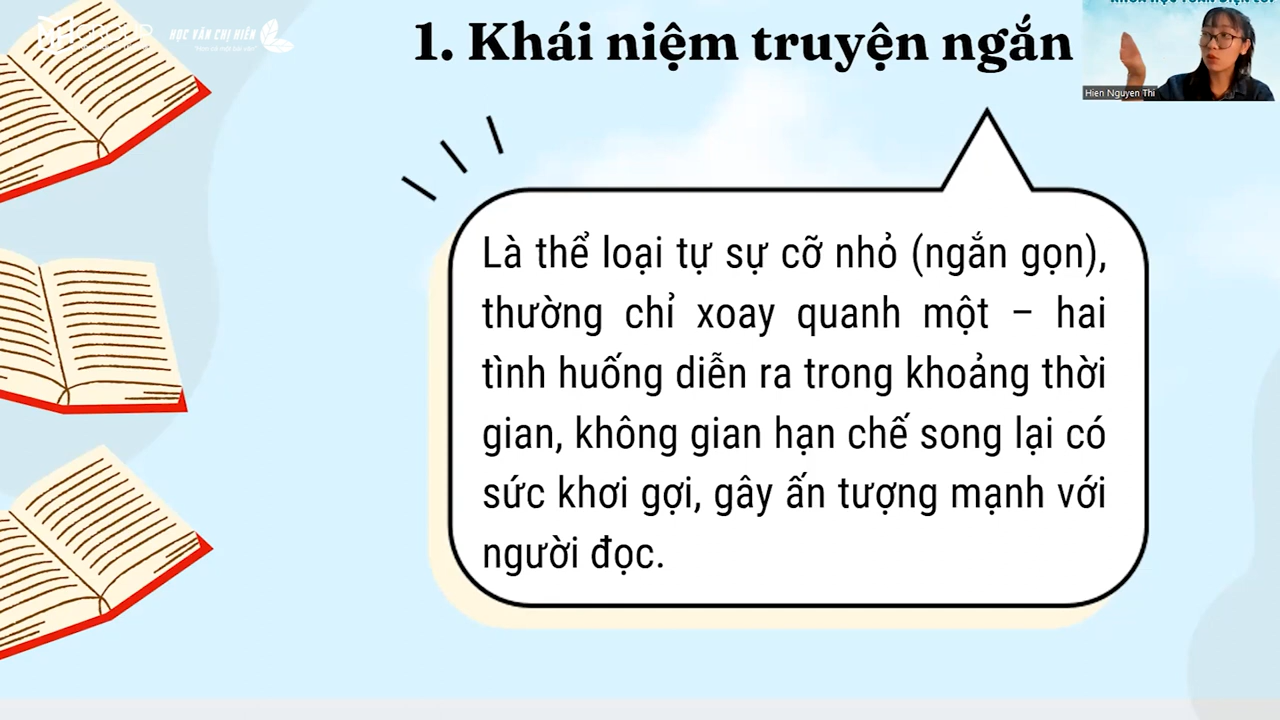 HỌC VĂN CHỊ HIÊN
1. Khái niệm truyện ngắn
Hien Nguyen Thi
Là thể loại tự sự cỡ nhỏ (ngắn gọn),
thường chỉ xoay quanh một – hai
tình huống diễn ra trong khoảng thời
gian, không gian hạn chế song lại có
sức khơi gợi, gây ấn tượng mạnh với
người đọc.